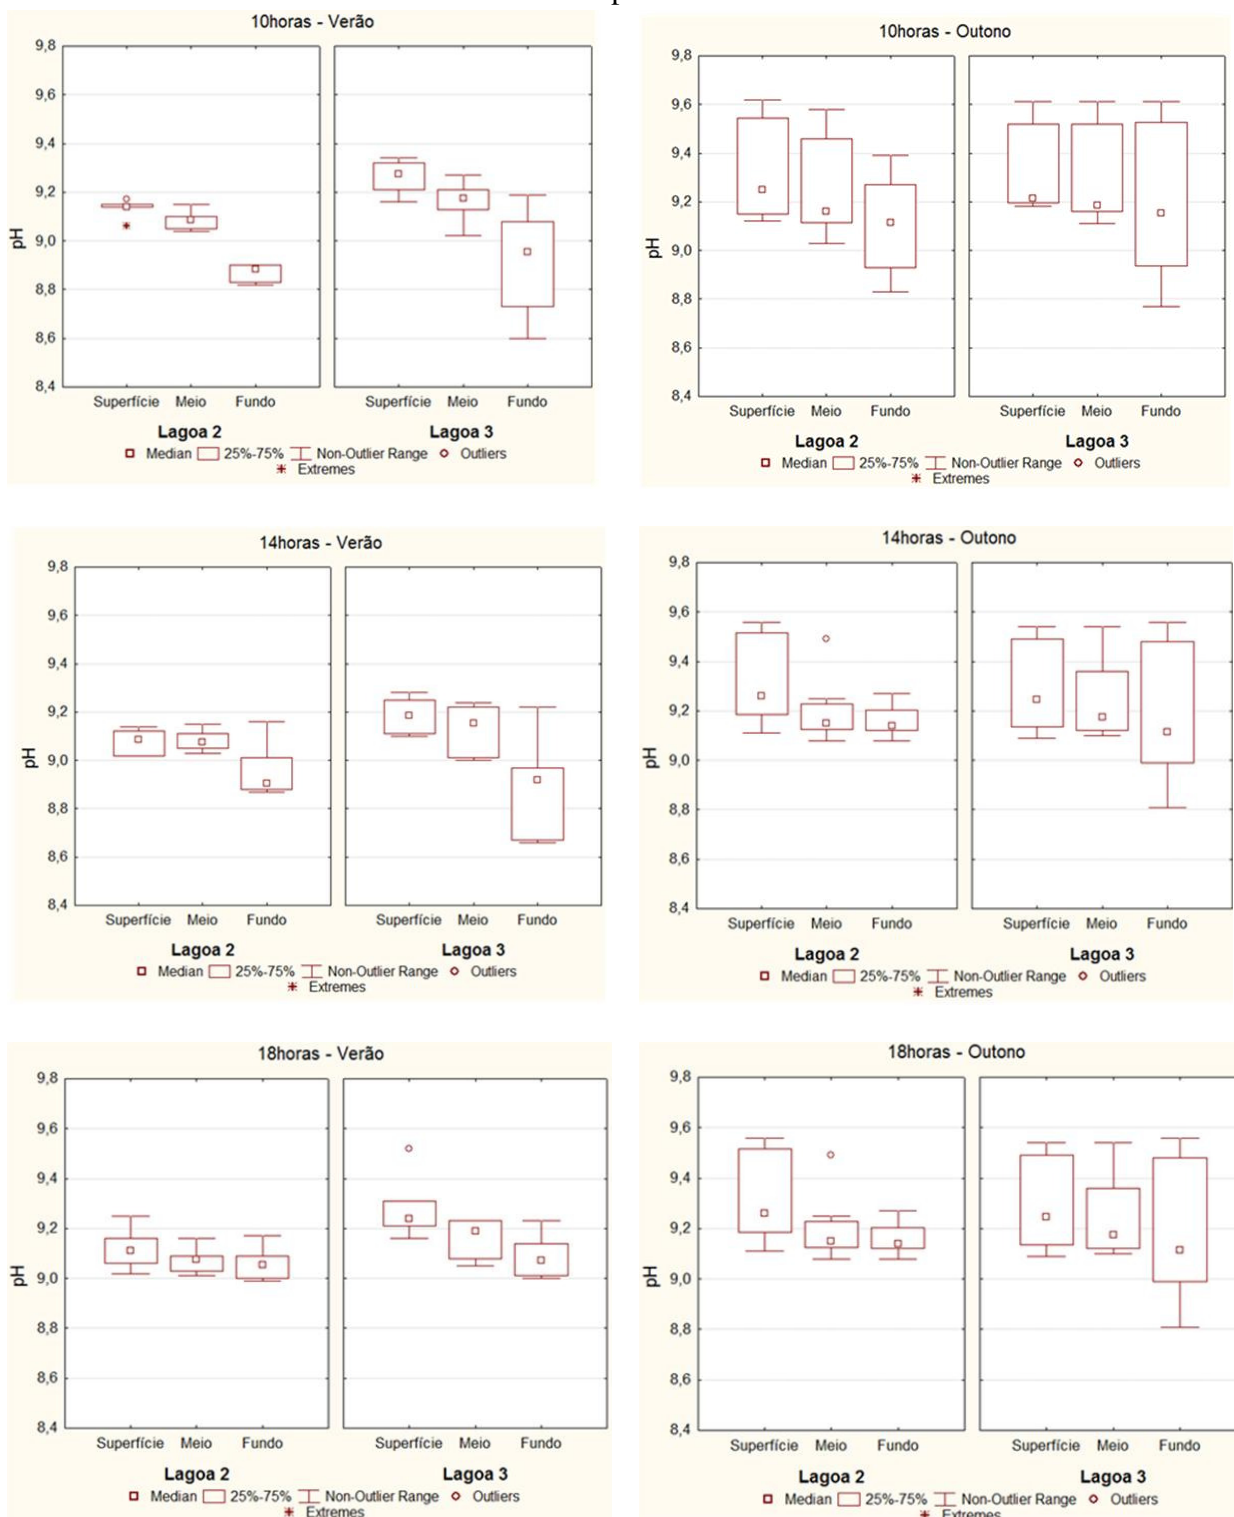 10horas - Verão
9,8
9,6
9,4
9,2
9,0
8,8
8,6
8,4
pH
Superfície Meio Fundo Superfície Meio Fundo
Lagoa 2 Lagoa 3
Median 25%-75% Non-Outlier Range Outliers
Extremes
10horas - Outono
9,8
9,6
9,4
9,2
9,0
8,8
8,6
8,4
pH
Superfície Meio Fundo Superfície Meio Fundo
Lagoa 2 Lagoa 3
Median 25%-75% Non-Outlier Range Outliers
Extremes
14horas - Verão
9,8
9,6
9,4
9,2
9,0
8,8
8,6
8,4
pH
Superfície Meio Fundo Superfície Meio Fundo
Lagoa 2 Lagoa 3
Median 25%-75% Non-Outlier Range Outliers
Extremes
14horas - Outono
9,8
9,6
9,4
9,2
9,0
8,8
8,6
8,4
pH
Superfície Meio Fundo Superfície Meio Fundo
Lagoa 2 Lagoa 3
Median 25%-75% Non-Outlier Range Outliers
Extremes
18horas - Verão
9,8
9,6
9,4
9,2
9,0
8,8
8,6
8,4
pH
Superfície Meio Fundo Superfície Meio Fundo
Lagoa 2 Lagoa 3
Median 25%-75% Non-Outlier Range Outliers
Extremes
18horas - Outono
9,8
9,6
9,4
9,2
9,0
8,8
8,6
8,4
pH
Superfície Meio Fundo Superfície Meio Fundo
Lagoa 2 Lagoa 3
Median 25%-75% Non-Outlier Range Outliers
Extremes